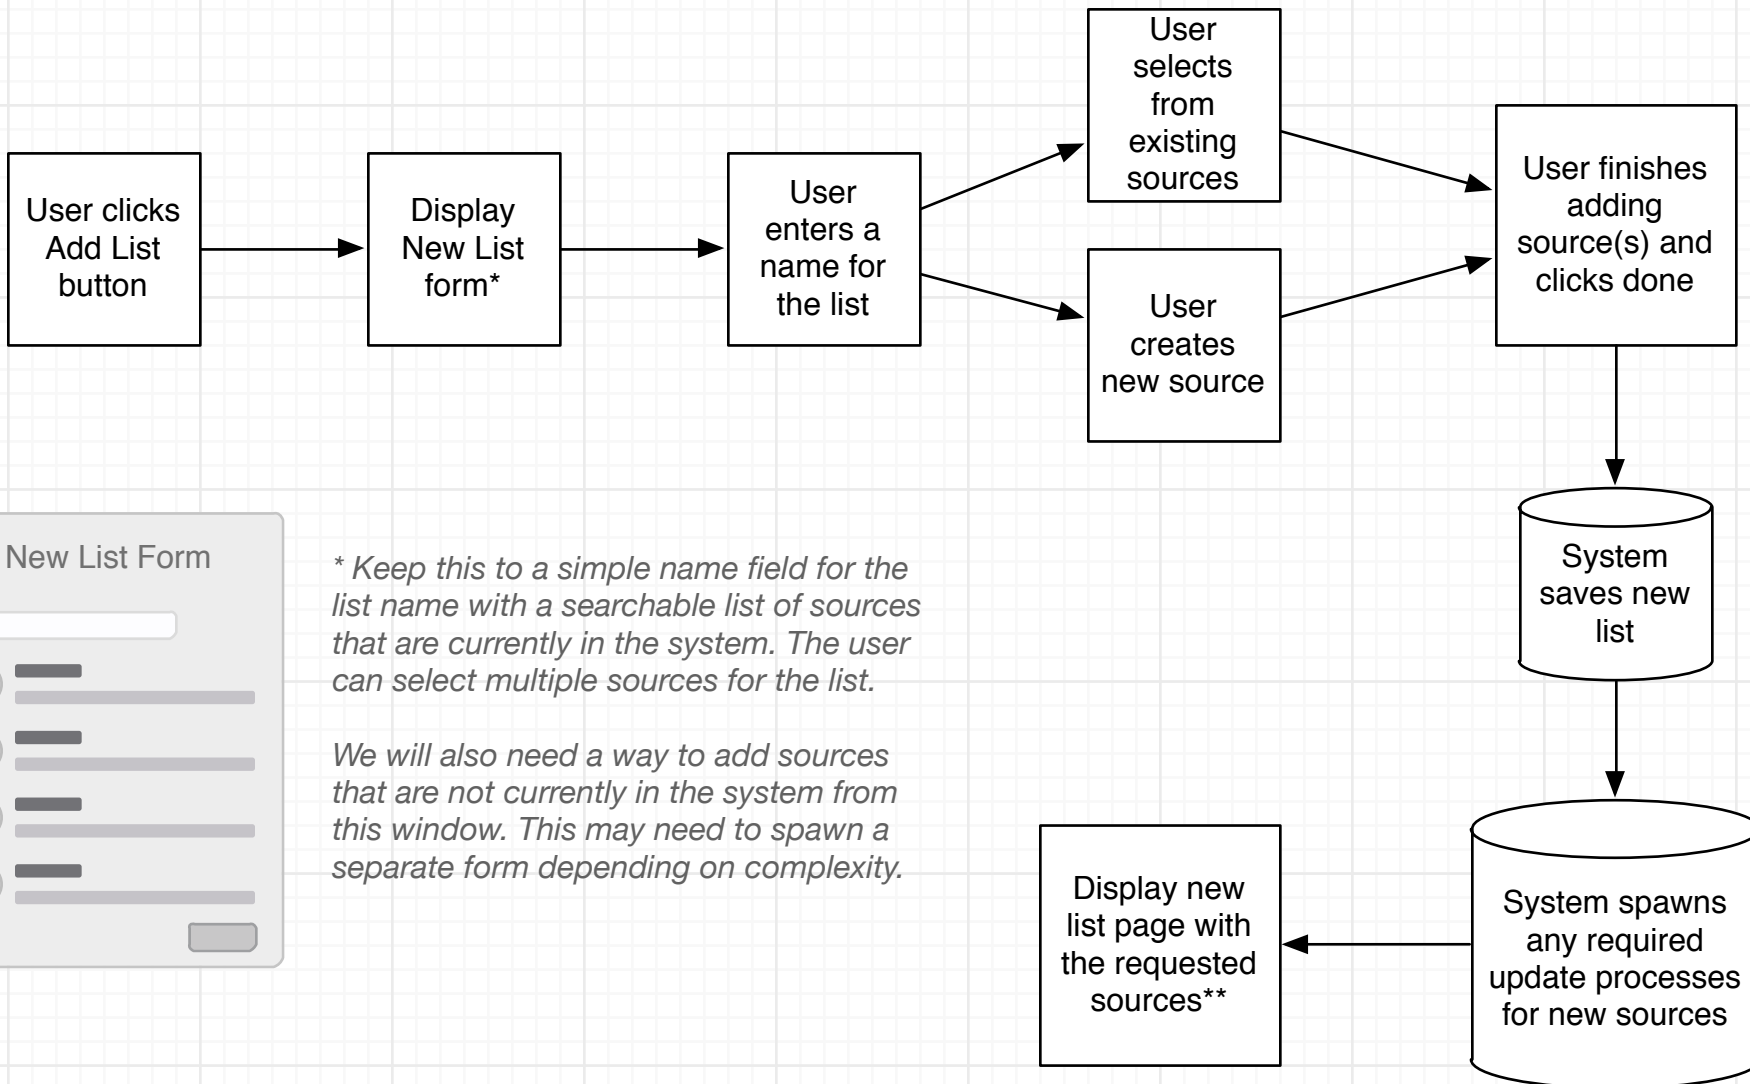 User clicks
Add List
button
Display
New List
form*
User
enters a
name for
the list
User
selects
from
existing
sources
User
creates
new source
User finishes
adding
source(s) and
clicks done
System
saves new
list
System spawns
any required
update processes
for new sources
Display new
list page with
the requested
sources**
New List Form
* Keep this to a simple name field for the
list name with a searchable list of sources
that are currently in the system. The user
can select multiple sources for the list.
We will also need a way to add sources
that are not currently in the system from
this window. This may need to spawn a
separate form depending on complexity.